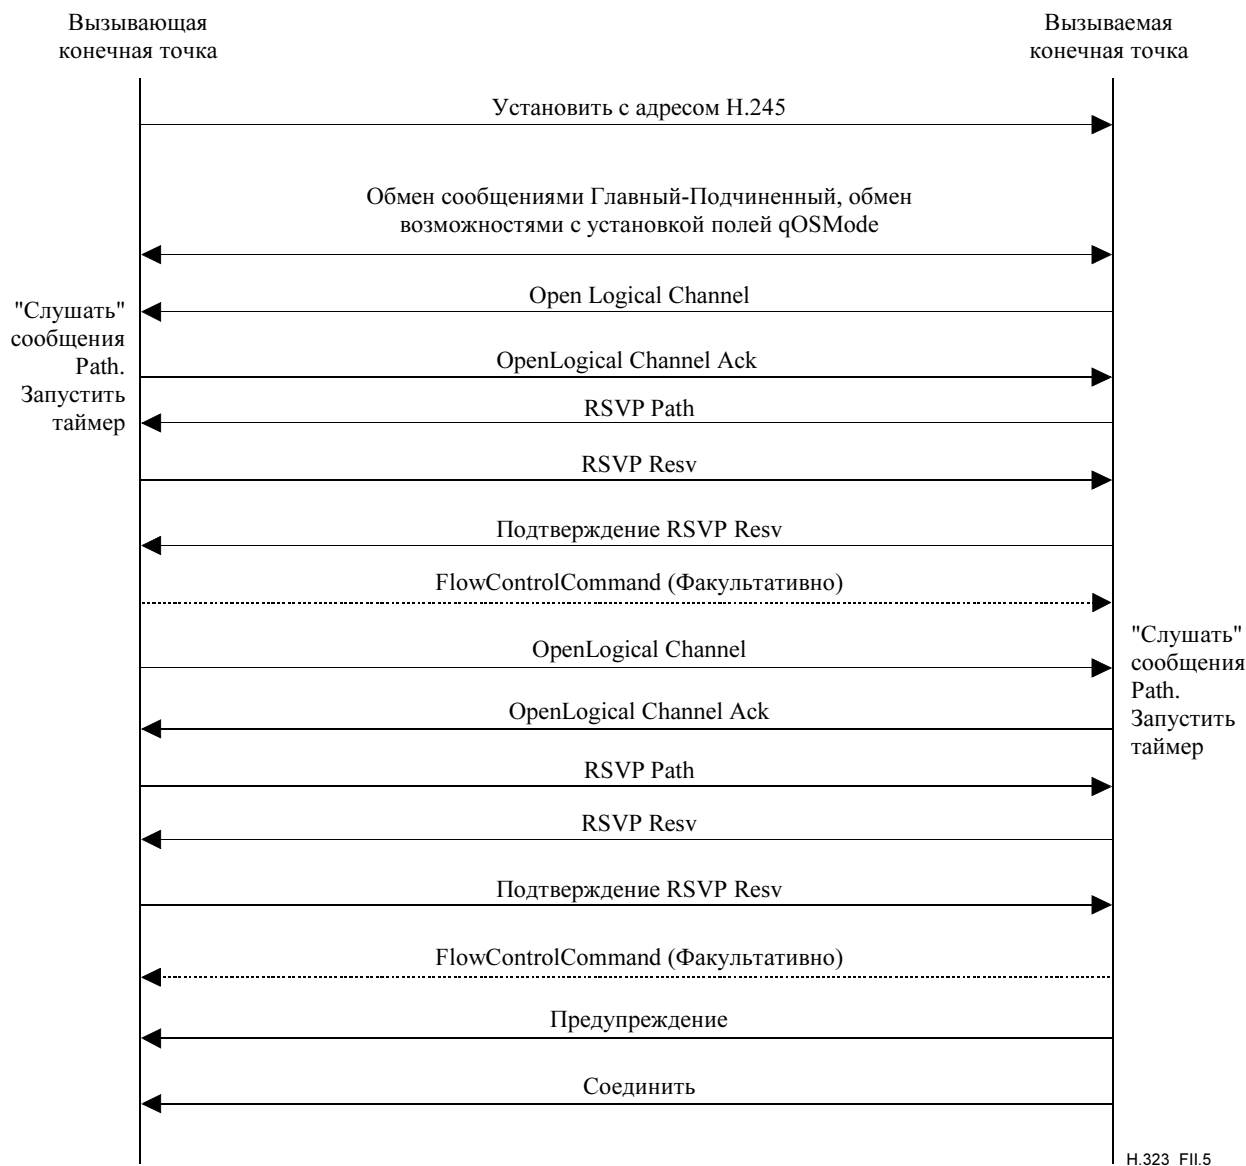 Вызывающая
конечная точка
Вызываемая
конечная точка
Установить с адресом H.245
Обмен сообщениями Главный-Подчиненный, обмен
возможностями с установкой полей qOSMode
Open Logical Channel
"Слушать"
сообщения
Path.
Запустить
таймер
OpenLogical Channel Ack
RSVP Path
RSVP Resv
Подтверждение RSVP Resv
FlowControlCommand (Факультативно)
OpenLogical Channel
"Слушать"
сообщения
Path.
Запустить
таймер
OpenLogical Channel Ack
RSVP Path
RSVP Resv
Подтверждение RSVP Resv
FlowControlCommand (Факультативно)
Предупреждение
Соединить
H.323_FII.5